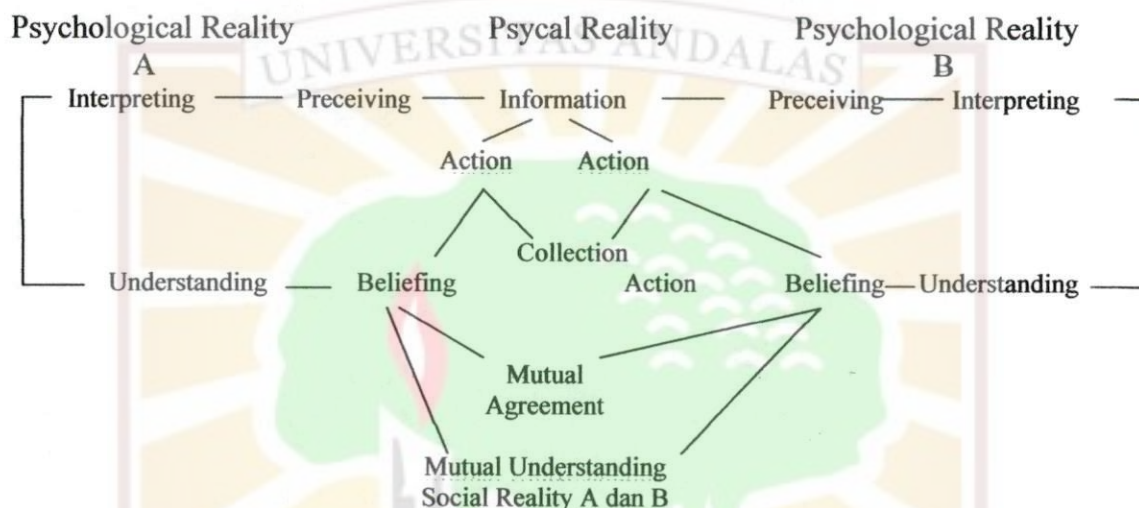 Psychological Reality Psycal Reality Psychological Reality
A B
UNIVERSITAS ANDALAS
Interpreting Preceiving Information Preceiving Interpreting
Action Action
Collection
Understanding Beliefing Action Beliefing Understanding
Mutual
Agreement
Mutual Understanding
Social Reality A dan B